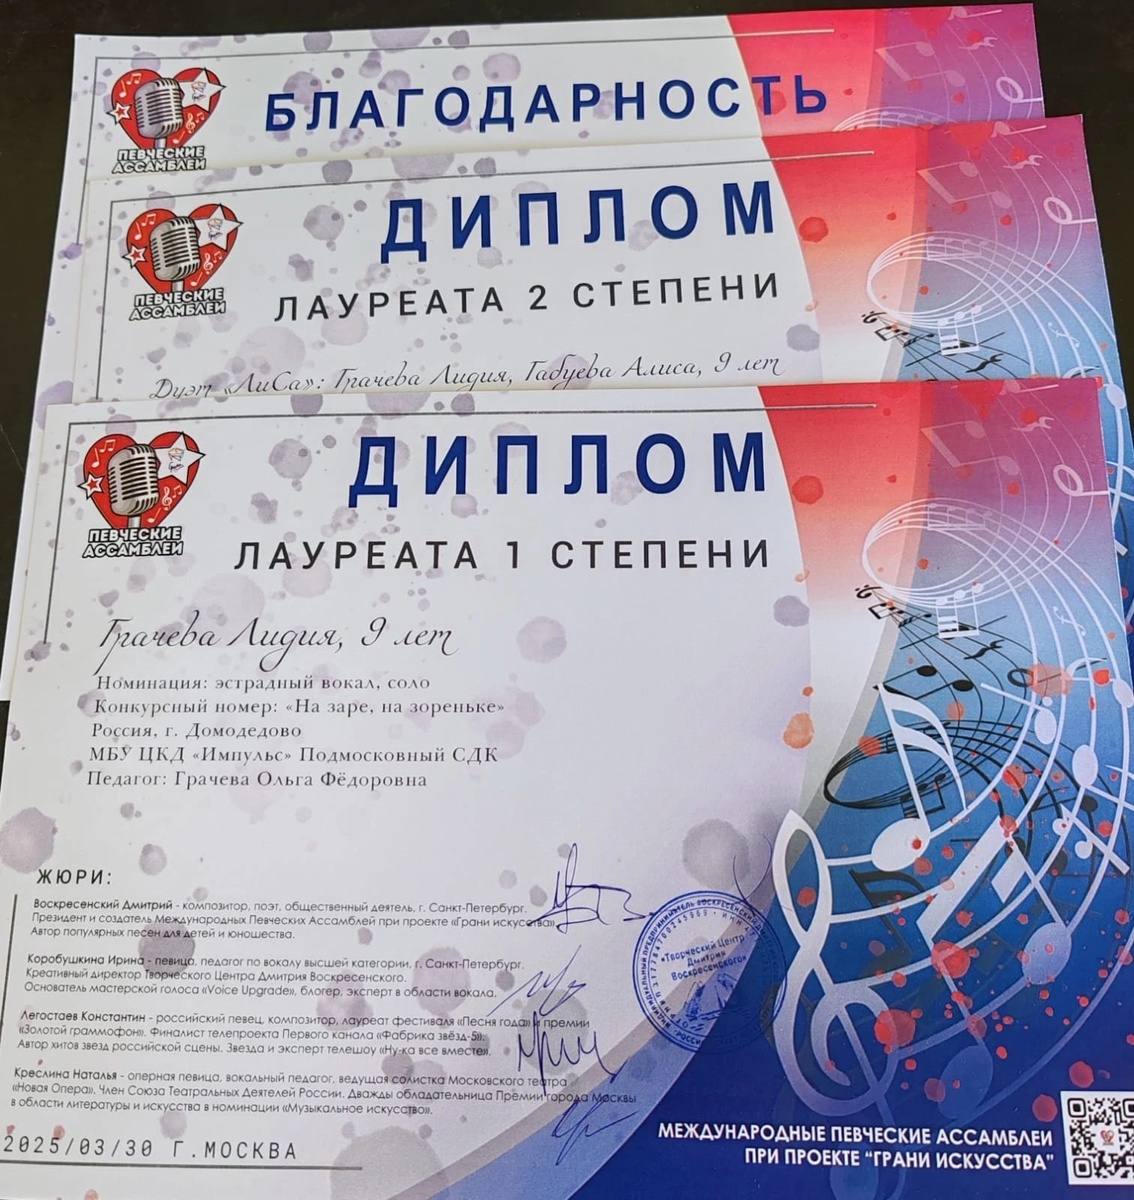 ПЕВЧЕСКИЕ
АССАМБЛЕИ
БЛАГОДАРНОСТЬ
ПЕВЧЕСКИЕ
АССАМБЛЕИ
ДИПЛОМ
ЛАУРЕАТА 2 СТЕПЕНИ
Дуэт «ЛиСа»: Грачева Лидия, Габуева Алиса, 9 лет
ПЕВЧЕСКИЕ
АССАМБЛЕИ
ДИПЛОМ
ЛАУРЕАТА 1 СТЕПЕНИ
Грачева Лидия, 9 лет
Номинация: эстрадный вокал, соло
Конкурсный номер: «На заре, на зореньке»
Россия, г. Домодедово
МБУ ЦКД «Импульс» Подмосковный СДК
Педагог: Грачева Ольга Фёдоровна
ЖЮРИ:
Воскресенский Дмитрий - композитор, поэт, общественный деятель, г. Санкт-Петербург.
Президент и создатель Международных Певческих Ассамблей при проекте «Грани искусства».
Автор популярных песен для детей и юношества.
Коробушкина Ирина - певица, педагог по вокалу высшей категории, г. Санкт-Петербург.
Креативный директор Творческого Центра Дмитрия Воскресенского.
Основатель мастерской голоса «Voice Upgrade», блогер, эксперт в области вокала.
Легостаев Константин - российский певец, композитор, лауреат фестиваля «Песня года» и премии
«Золотой граммофон». Финалист телепроекта Первого канала «Фабрика звёзд-5».
Автор хитов звезд российской сцены. Звезда и эксперт телешоу «Ну-ка все вместе».
Креслина Наталья - оперная певица, вокальный педагог, ведущая солистка Московского театра
«Новая Опера». Член Союза Театральных Деятелей России. Дважды обладательница Премии города Москвы
в области литературы и искусства в номинации «Музыкальное искусство».
«Творческий Центр
Дмитрия
Воскресенского»
2025/03/30 Г.МОСКВА
МЕЖДУНАРОДНЫЕ ПЕВЧЕСКИЕ АССАМБЛЕИ
ПРИ ПРОЕКТЕ "ГРАНИ ИСКУССТВА"